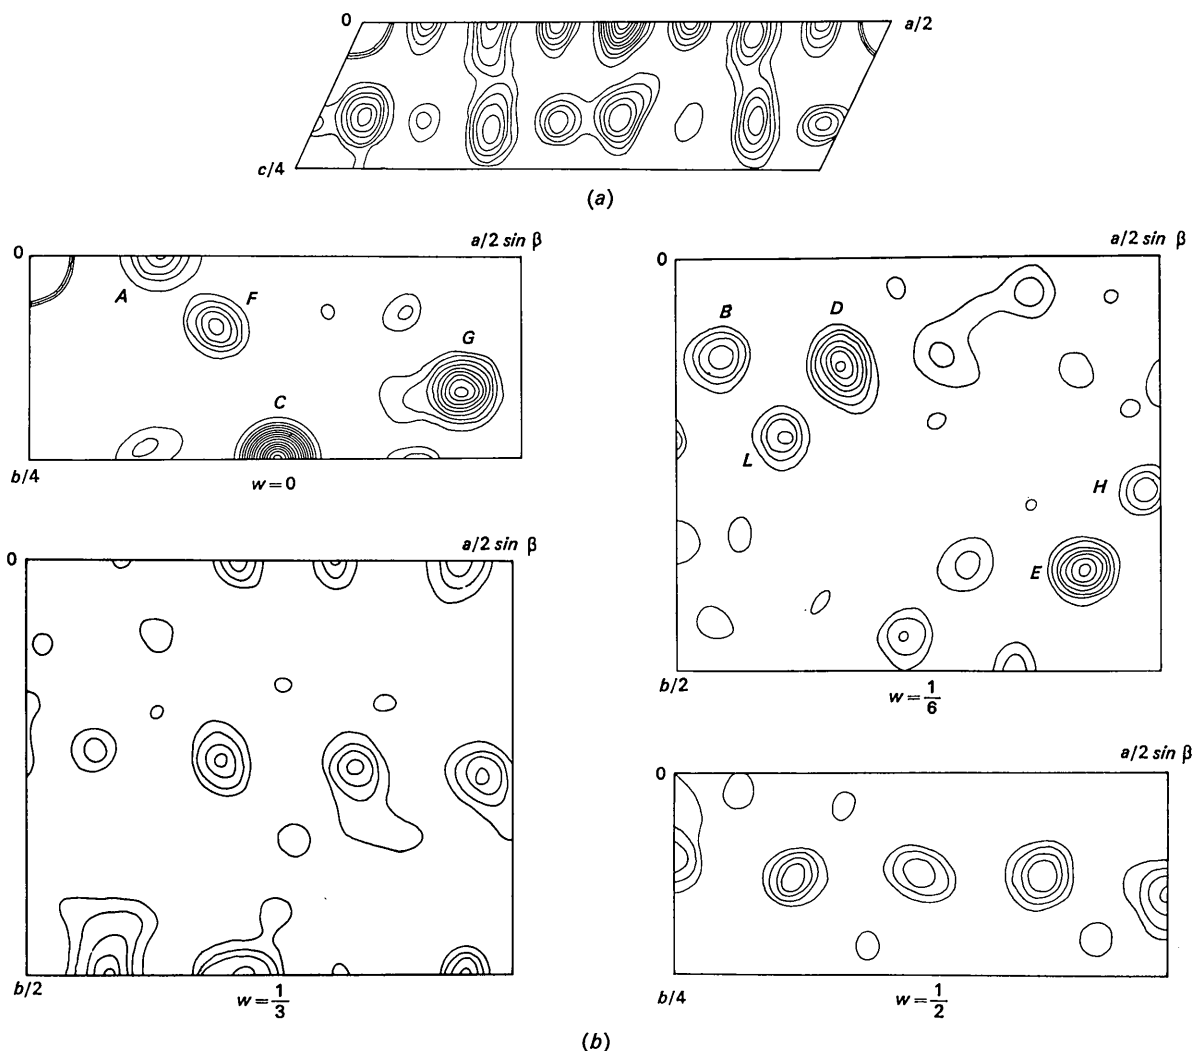 0
a/2
c/4
(a)
0
a/2 sin β
A
F
G
C
b/4
w=0
0
a/2 sin β
B
D
L
H
E
b/2
w=1/6
0
a/2 sin β
b/2
w=1/3
0
a/2 sin β
b/4
w=1/2
(b)